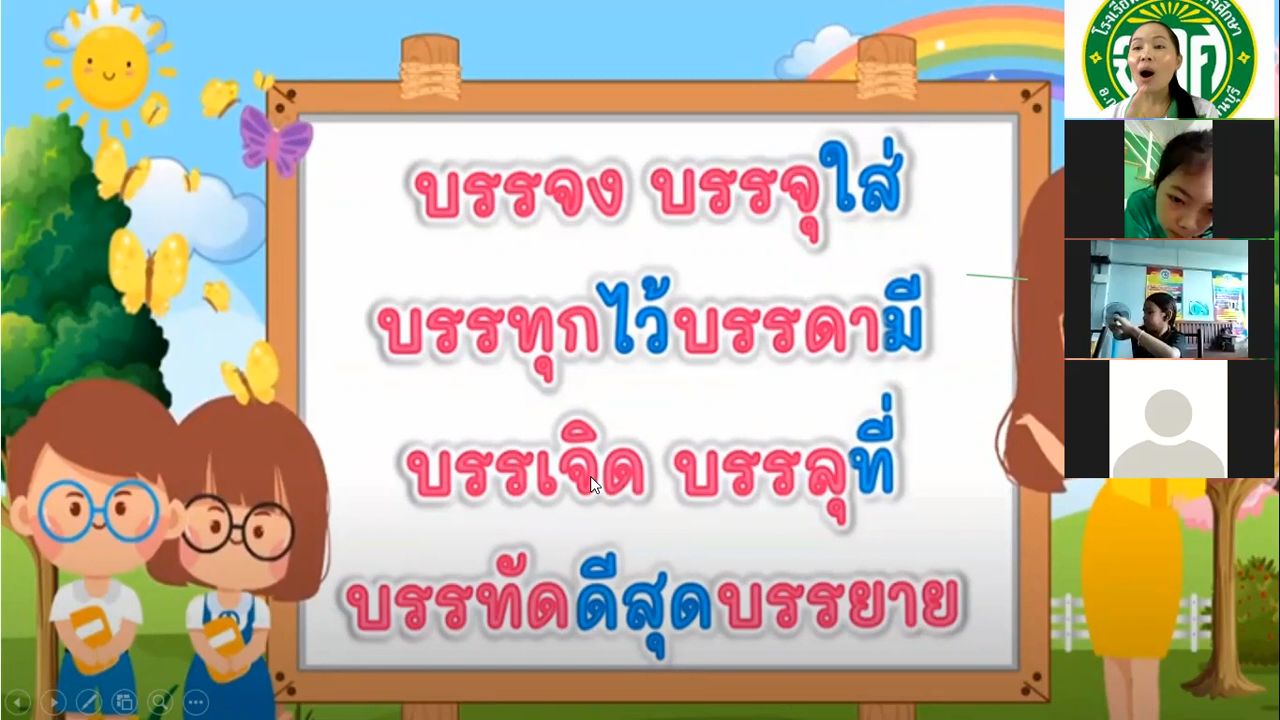 บรรจง บรรจุใส่
บรรทุกไว้บรรดามี
บรรเจิด บรรลุที่
บรรทัดดีสุดบรรยาย